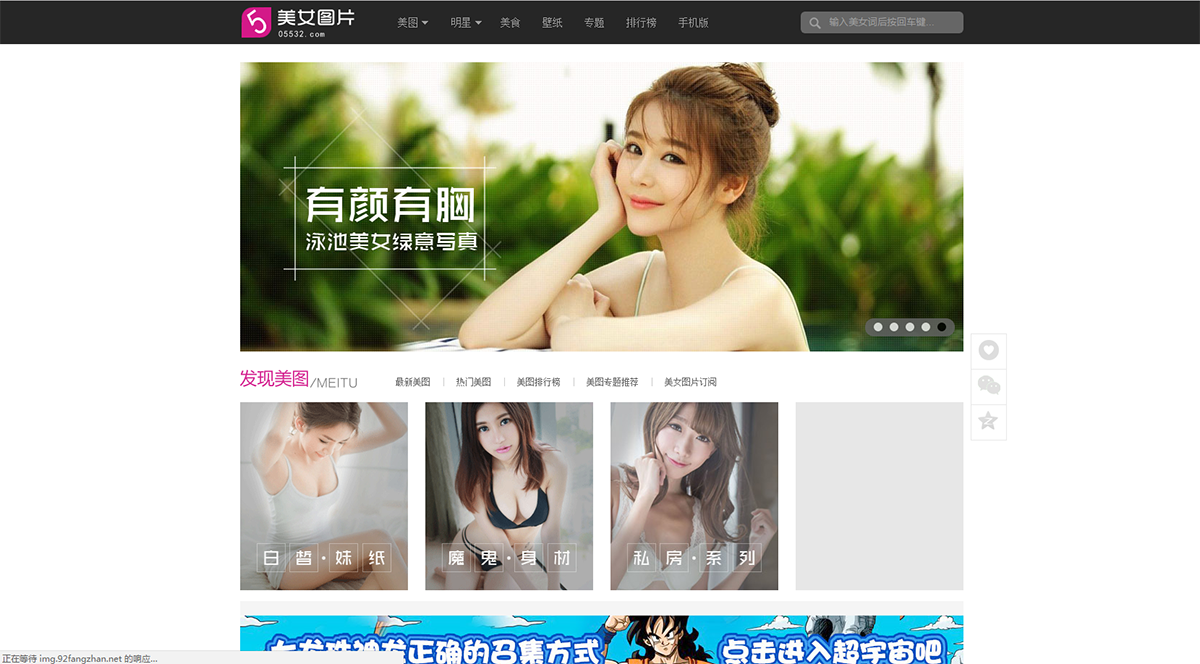 美女图片
05532.com
美图 明星 美食 壁纸 专题 排行榜 手机版
输入美女词后按回车键...
有颜有胸
泳池美女绿意写真
发现美图/MEITU
最新美图 | 热门美图 | 美图排行榜 | 美图专题推荐 | 美女图片订阅
白皙·妹纸
魔鬼·身材
私房·系列
七龙珠神龙正确的召集方式
点击进入超宇宙吧
正在等待 img.92fangzhan.net 的响应...